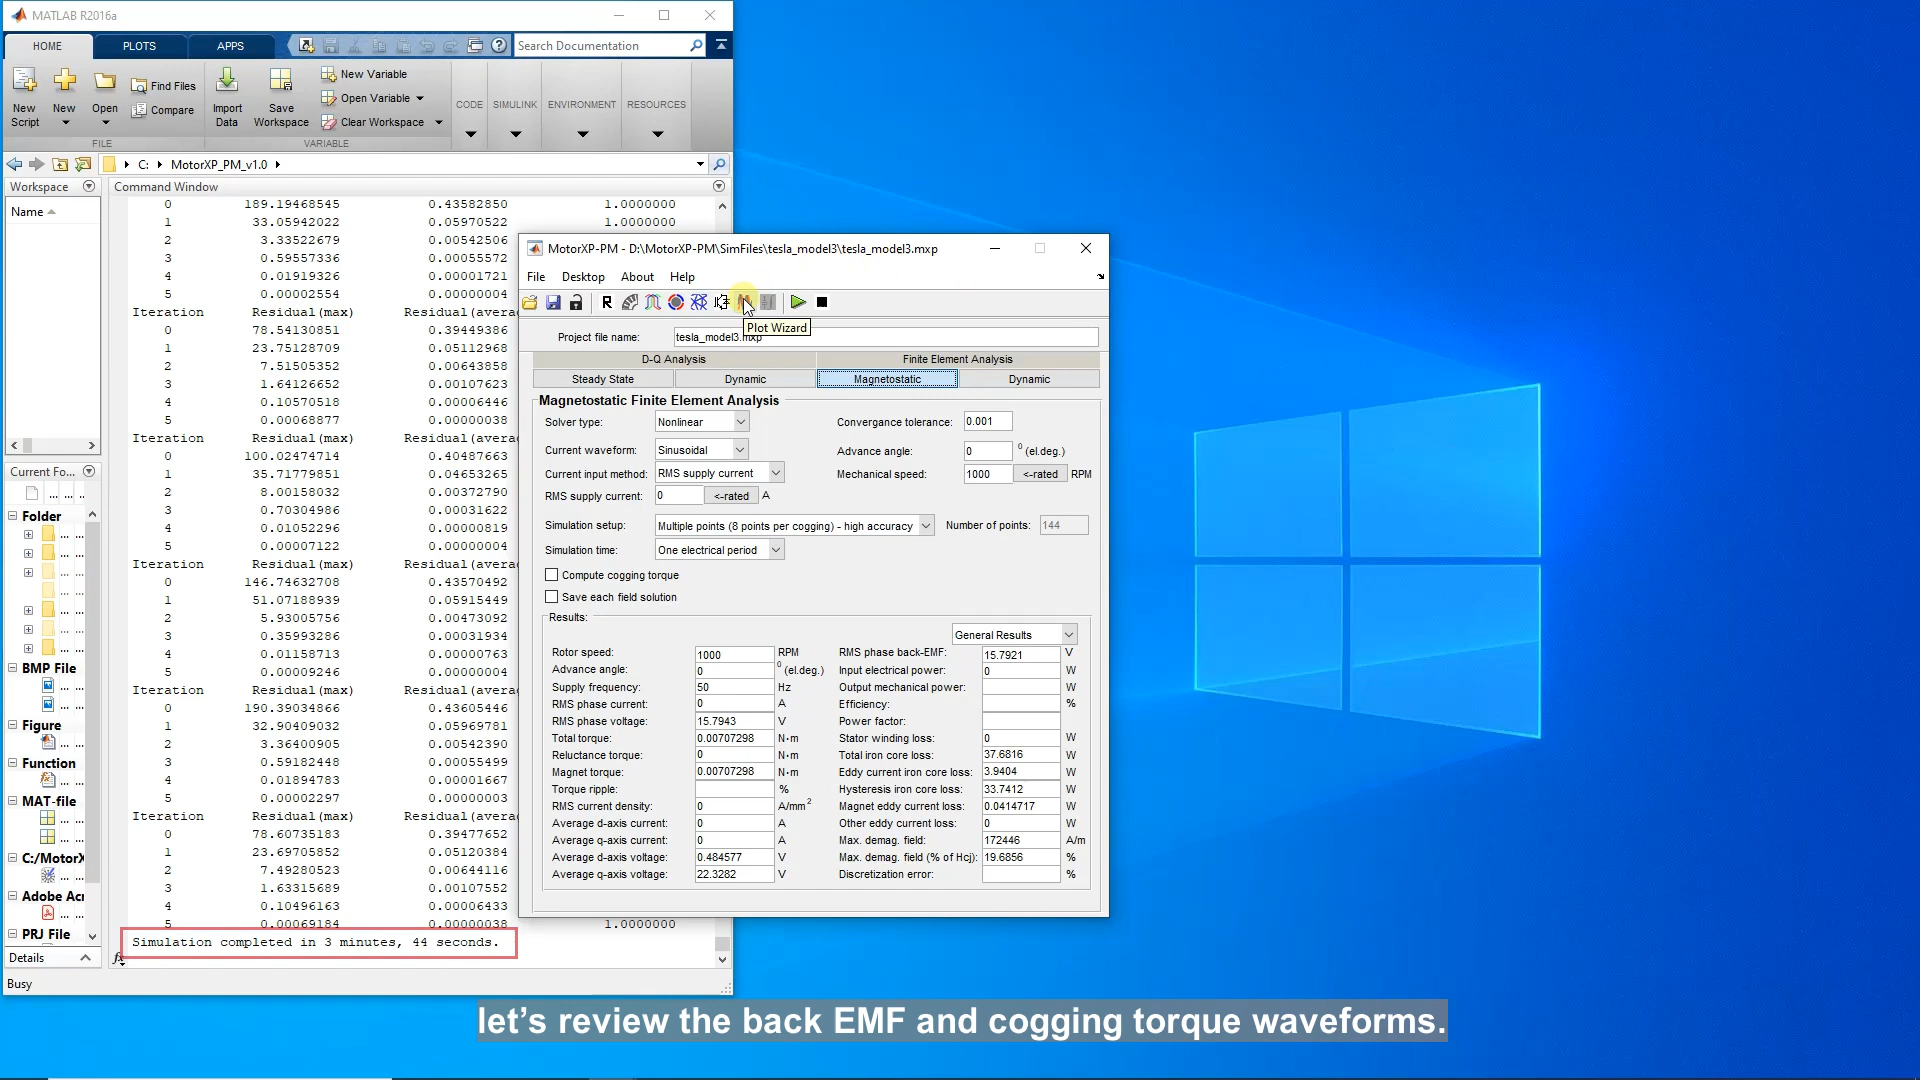 MATLAB R2016a
HOME PLOTS APPS Search Documentation
New Script
New
Open
Find Files
Compare
FILE
Import Data
Save Workspace
New Variable
Open Variable
Clear Workspace
VARIABLE
CODE SIMULINK ENVIRONMENT RESOURCES
C: MotorXP_PM_v1.0
Workspace
Name
Command Window
0 189.19468545 0.43582850 1.0000000
1 33.05942022 0.05970522 1.0000000
2 3.33522679 0.00542506
3 0.59557336 0.00055572
4 0.01919326 0.00001721
5 0.00002554 0.00000004
Iteration Residual(max) Residual(avera
0 78.54130851 0.39449386
1 23.75128709 0.05112968
2 7.51505352 0.00643858
3 1.64126652 0.00107623
4 0.10570518 0.00006446
5 0.00068877 0.00000038
Iteration Residual(max) Residual(avera
0 100.02474714 0.40487663
1 35.71779851 0.04653265
2 8.00158032 0.00372790
3 0.70304986 0.00031622
4 0.01052296 0.00000819
5 0.00007122 0.00000004
Iteration Residual(max) Residual(avera
0 146.74632708 0.43570492
1 51.07188939 0.05915449
2 5.93005756 0.00473092
3 0.35993286 0.00031934
4 0.01158713 0.00000763
5 0.00009246 0.00000004
Iteration Residual(max) Residual(avera
0 190.39034866 0.43605446
1 32.90409032 0.05969781
2 3.36400905 0.00542390
3 0.59182448 0.00055499
4 0.01894783 0.00001667
5 0.00002297 0.00000003
Iteration Residual(max) Residual(avera
0 78.60735183 0.39477652
1 23.69705852 0.05120384
2 7.49280523 0.00644116
3 1.63315689 0.00107552
4 0.10496163 0.00006433
5 0.00069184 0.00000038 1.0000000
Simulation completed in 3 minutes, 44 seconds.
fx
Current Fo...
Folder
BMP File
Figure
Function
MAT-file
C:/MotorX
Adobe Acr
PRJ File
Details
Busy
MotorXP-PM - D:\MotorXP-PM\SimFiles\tesla_model3\tesla_model3.mxp
File Desktop About Help
R
Plot Wizard
Project file name: tesla_model3.mxp
D-Q Analysis Finite Element Analysis
Steady State Dynamic Magnetostatic Dynamic
Magnetostatic Finite Element Analysis
Solver type: Nonlinear Convergance tolerance: 0.001
Current waveform: Sinusoidal Advance angle: 0 0 (el.deg.)
Current input method: RMS supply current Mechanical speed: 1000 <-rated RPM
RMS supply current: 0 <-rated A
Simulation setup: Multiple points (8 points per cogging) - high accuracy Number of points: 144
Simulation time: One electrical period
Compute cogging torque
Save each field solution
Results:
General Results
Rotor speed: 1000 RPM RMS phase back-EMF: 15.7921 V
Advance angle: 0 0 (el.deg.) Input electrical power: 0 W
Supply frequency: 50 Hz Output mechanical power: W
RMS phase current: 0 A Efficiency: %
RMS phase voltage: 15.7943 V Power factor:
Total torque: 0.00707298 N·m Stator winding loss: 0 W
Reluctance torque: 0 N·m Total iron core loss: 37.6816 W
Magnet torque: 0.00707298 N·m Eddy current iron core loss: 3.9404 W
Torque ripple: % Hysteresis iron core loss: 33.7412 W
RMS current density: 0 A/mm2 Magnet eddy current loss: 0.0414717 W
Average d-axis current: 0 A Other eddy current loss: 0 W
Average q-axis current: 0 A Max. demag. field: 172446 A/m
Average d-axis voltage: 0.484577 V Max. demag. field (% of Hcj): 19.6856 %
Average q-axis voltage: 22.3282 V Discretization error: %
let's review the back EMF and cogging torque waveforms.